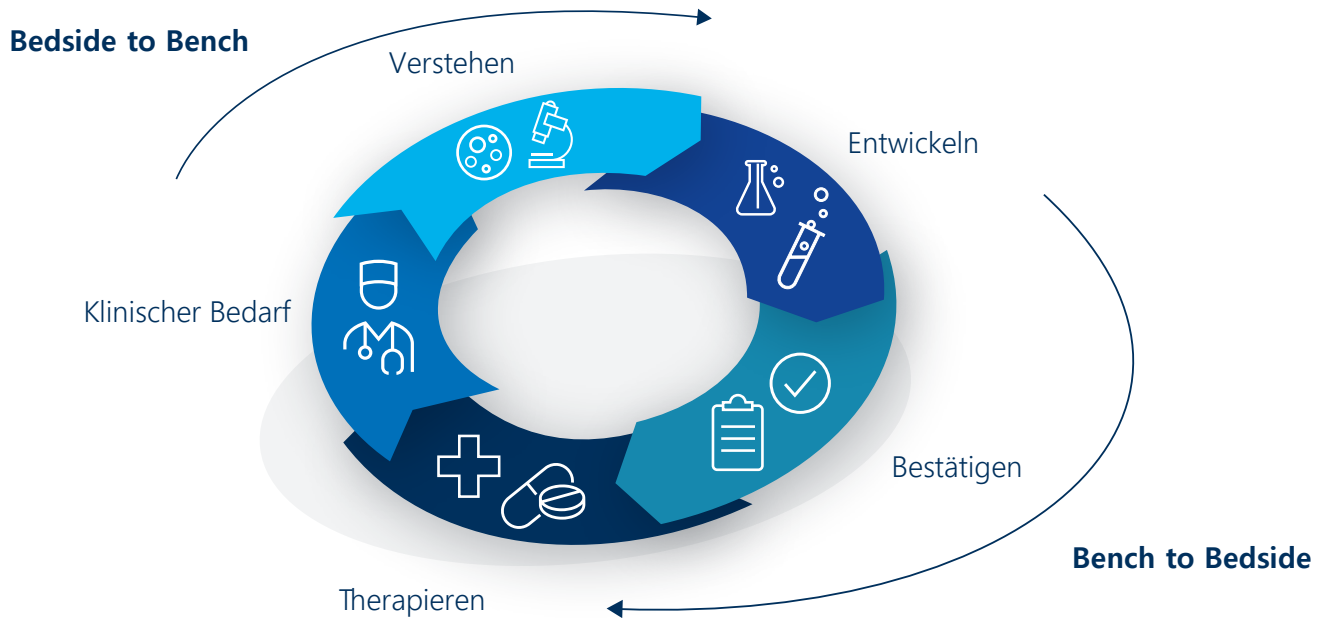 Bedside to Bench
Verstehen
Entwickeln
Klinischer Bedarf
Bestätigen
Bench to Bedside
Therapieren